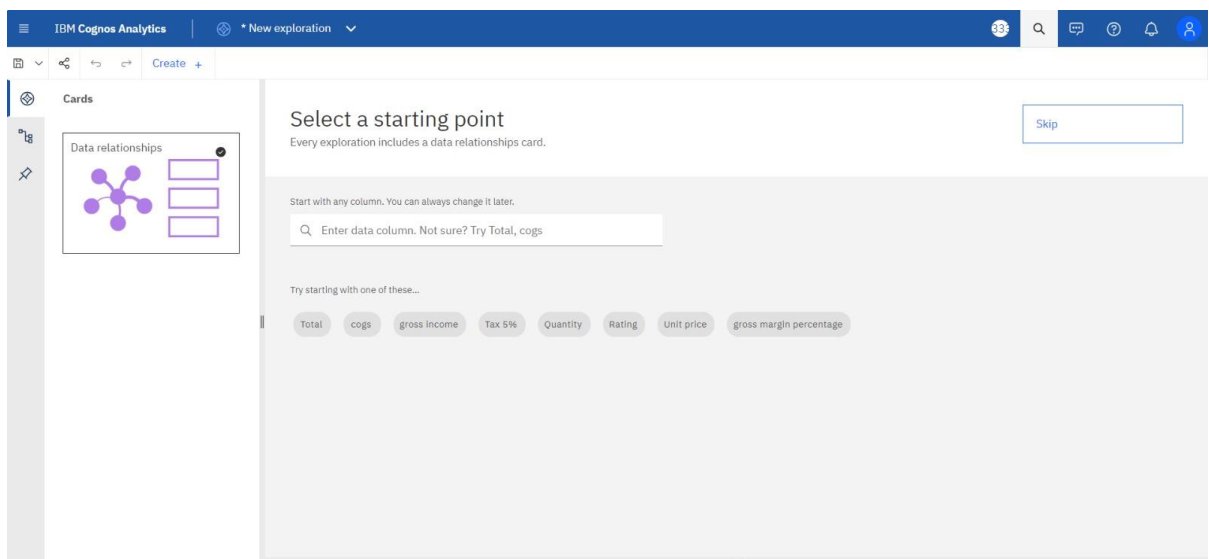 IBM Cognos Analytics
* New exploration
Create +
Cards
Data relationships
Select a starting point
Every exploration includes a data relationships card.
Skip
Start with any column. You can always change it later.
Enter data column. Not sure? Try Total, cogs
Try starting with one of these...
Total cogs gross income Tax 5% Quantity Rating Unit price gross margin percentage